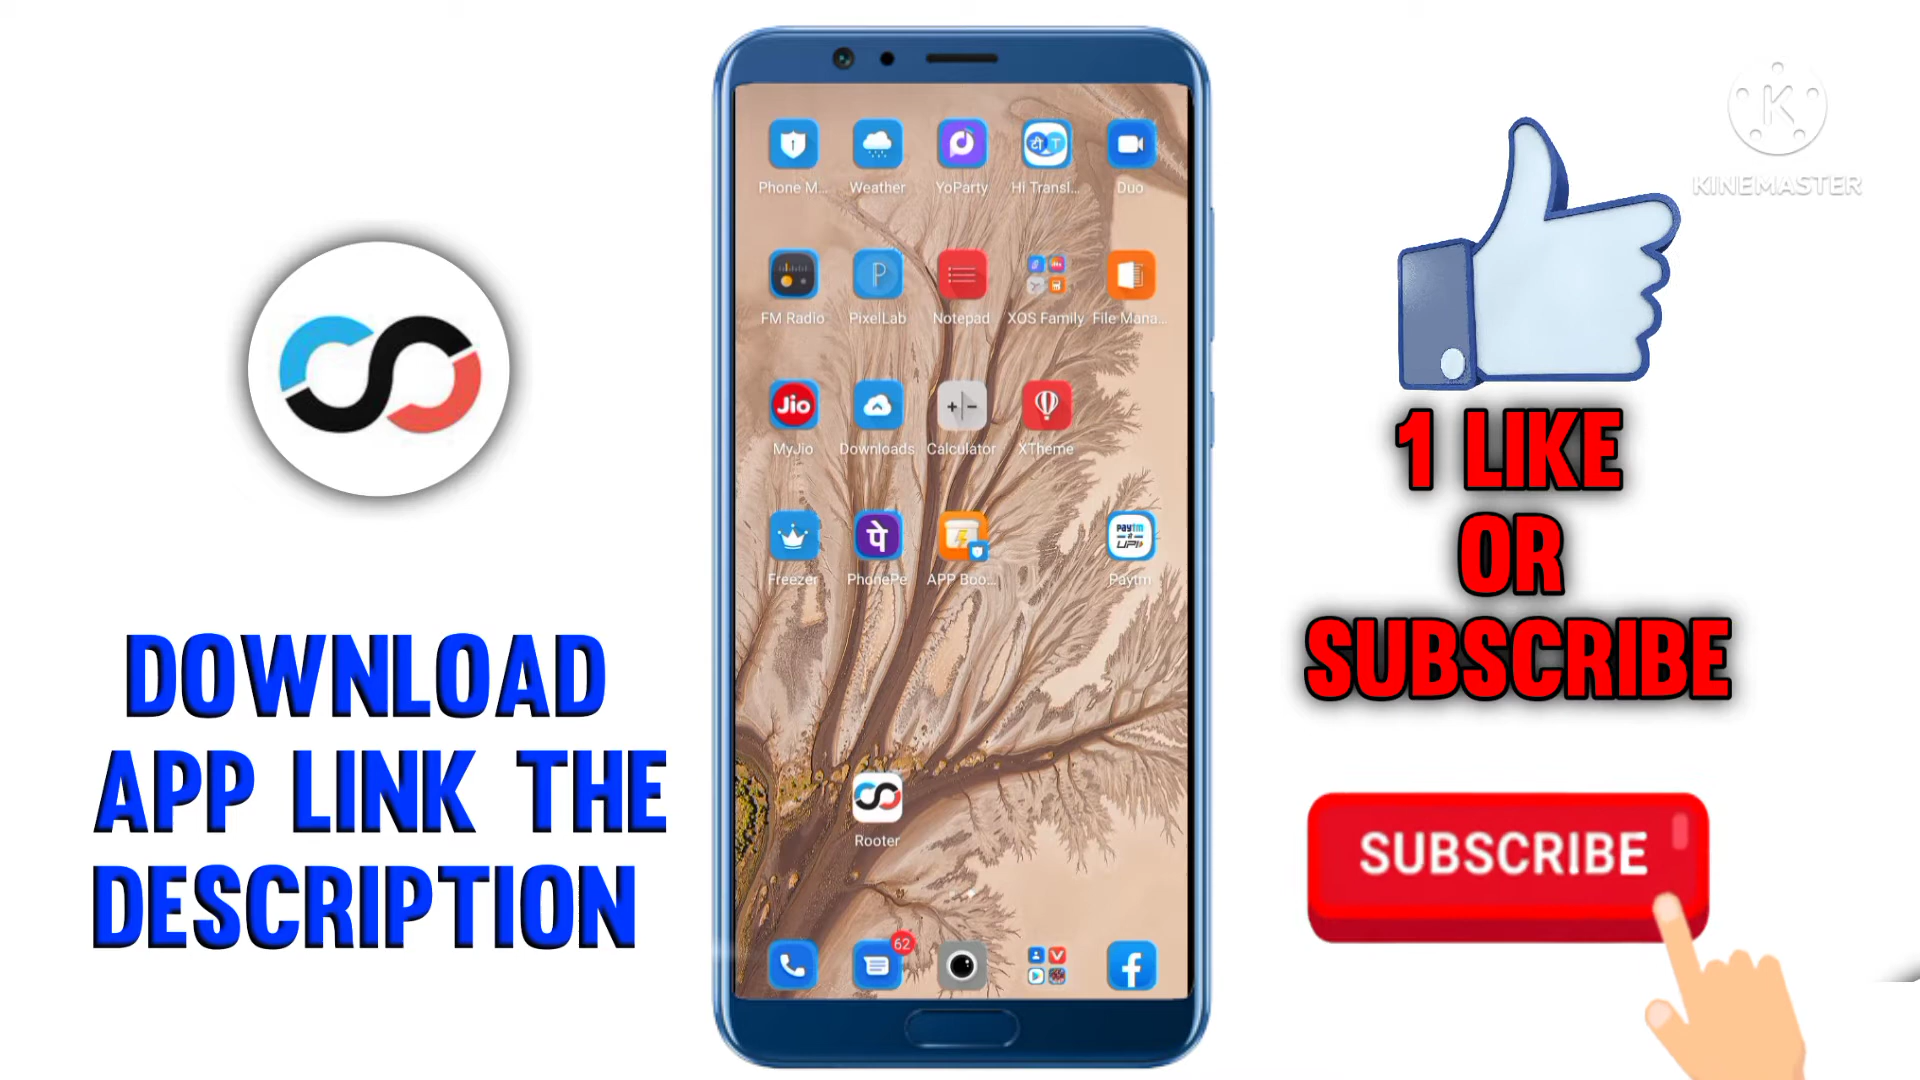 KINEMASTER
Phone M...
Weather
YoParty
Hi Transl...
Duo
FM Radio
PixelLab
Notepad
XOS Family
File Mana...
Jio
MyJio
Downloads
Calculator
XTheme
Freezer
पे
PhonePe
APP Boo...
Paytm
UPI
Paytm
Rooter
62
DOWNLOAD
APP LINK THE
DESCRIPTION
1 LIKE
OR
SUBSCRIBE
SUBSCRIBE